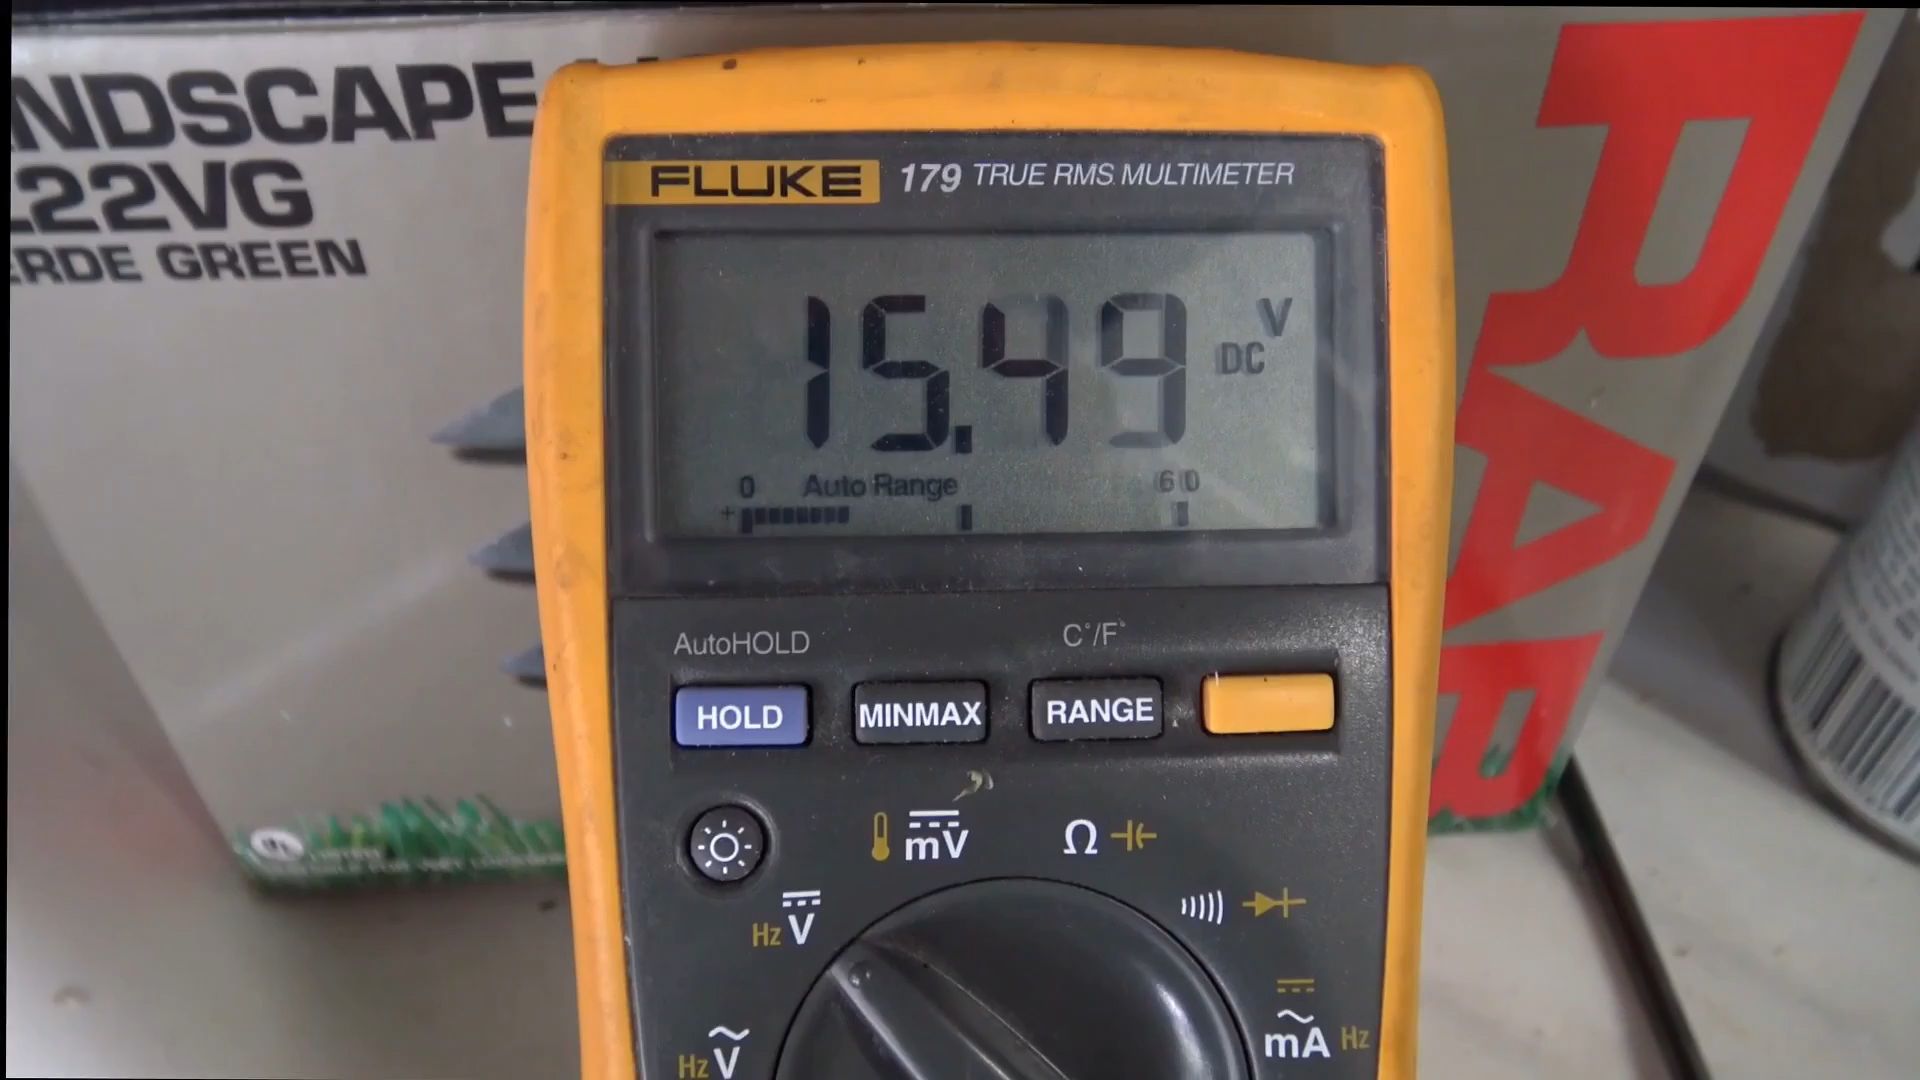 NDSCAPE
22VG
ERDE GREEN
RAB
FLUKE 179 TRUE RMS MULTIMETER
15.49 V DC
0 Auto Range 60
+
AutoHOLD C°/F°
HOLD MINMAX RANGE
mV Ω
Hz V
Hz V mA Hz